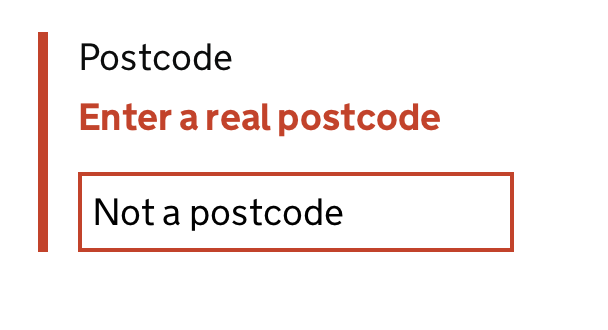 Postcode
Enter a real postcode
Not a postcode